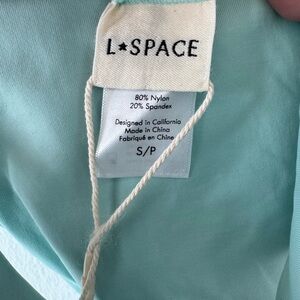 L★SPACE
80% Nylon
20% Spandex
Designed in California
Made in China
Fabriqué en Chine
S/P